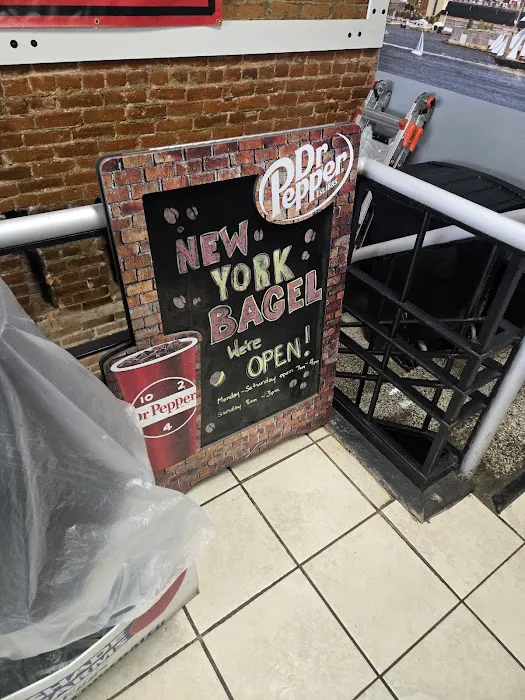 Dr
Pepper
NEW
YORK
BAGEL
We're
OPEN!
Monday - Saturday open 7am - 4pm
Sunday 8am - 3pm
10 2
Dr Pepper
4